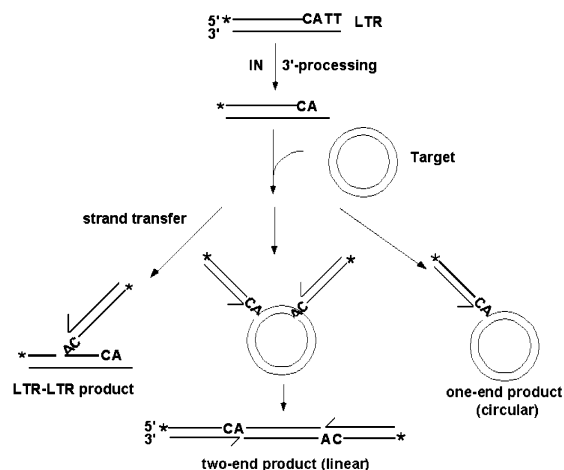 5' * CATT LTR
3'
IN 3'-processing
* CA
Target
strand transfer
* CA AC *
* CA
* AC
* CA
LTR-LTR product
one-end product
(circular)
5' CA
3' AC *
two-end product (linear)